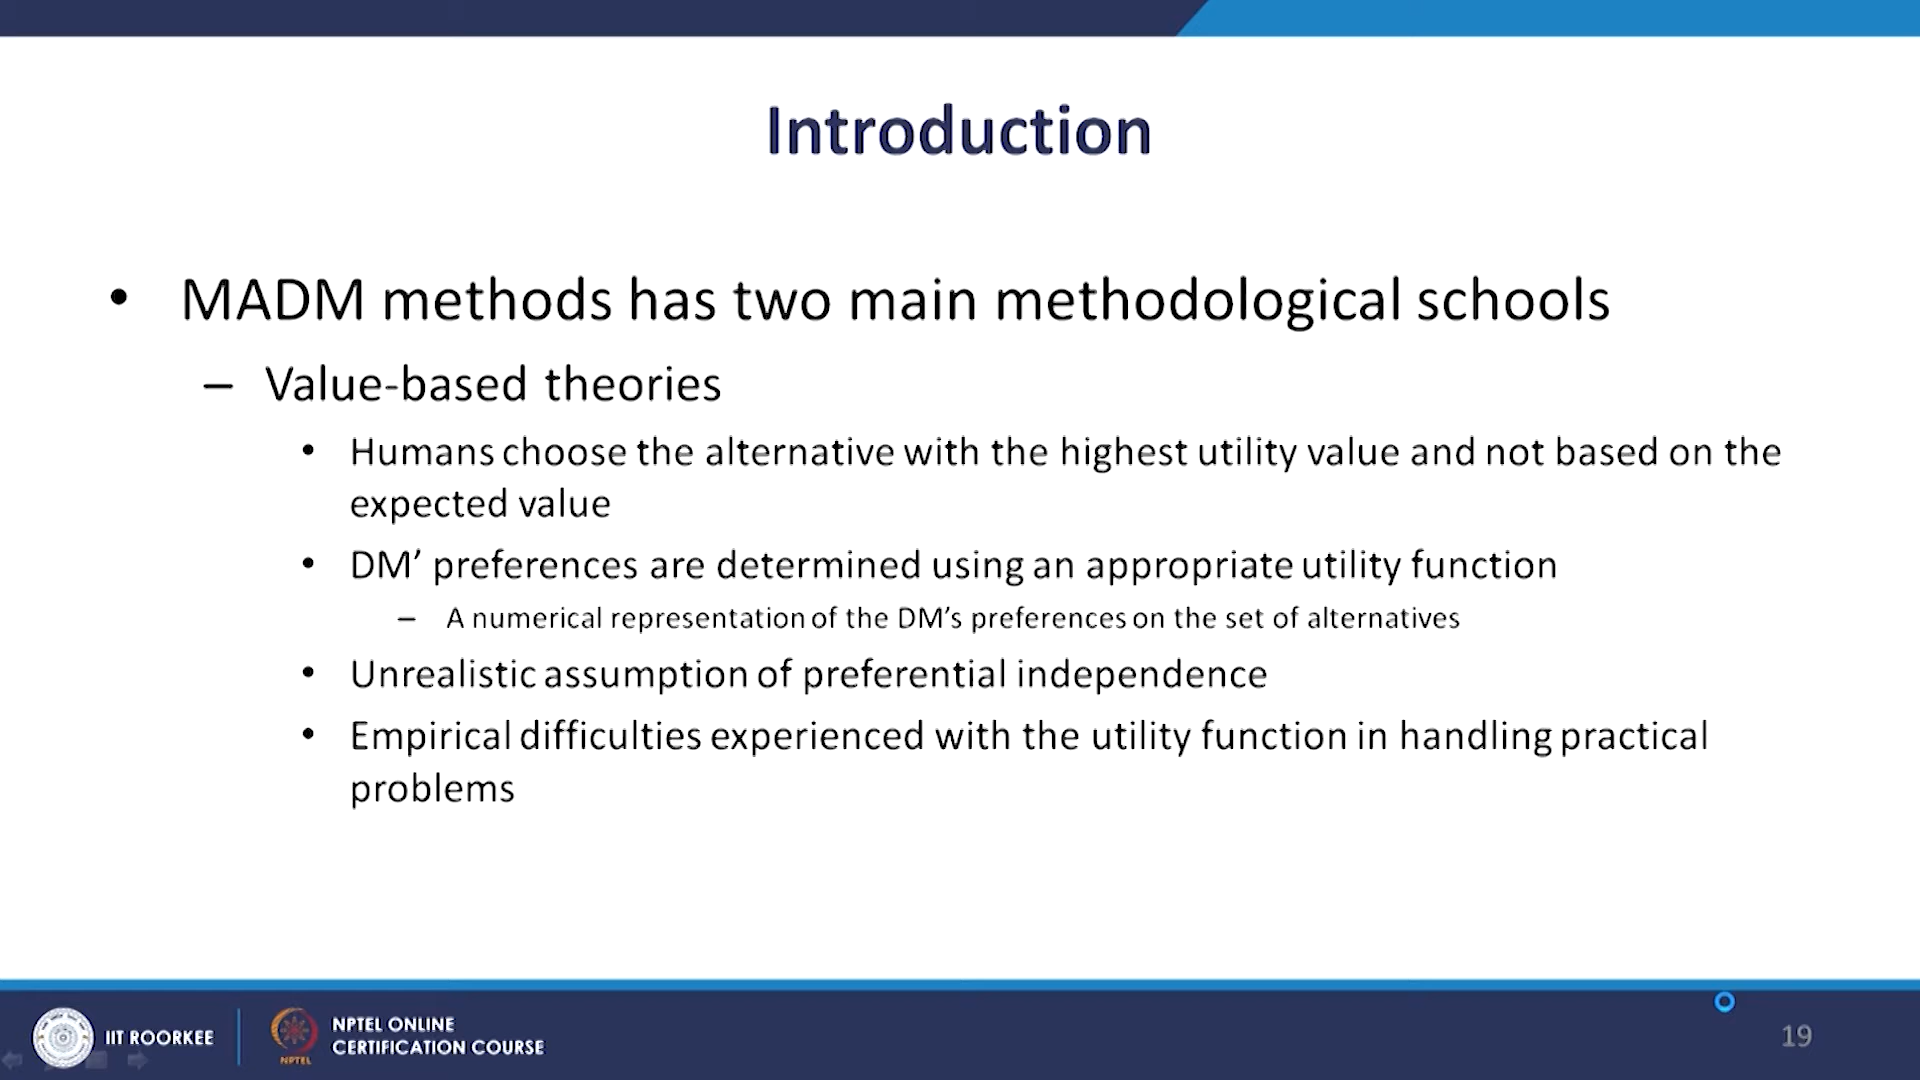 Introduction
• MADM methods has two main methodological schools
– Value-based theories
• Humans choose the alternative with the highest utility value and not based on the
expected value
• DM’ preferences are determined using an appropriate utility function
– A numerical representation of the DM’s preferences on the set of alternatives
• Unrealistic assumption of preferential independence
• Empirical difficulties experienced with the utility function in handling practical
problems
IIT ROORKEE
NPTEL
NPTEL ONLINE
CERTIFICATION COURSE
19